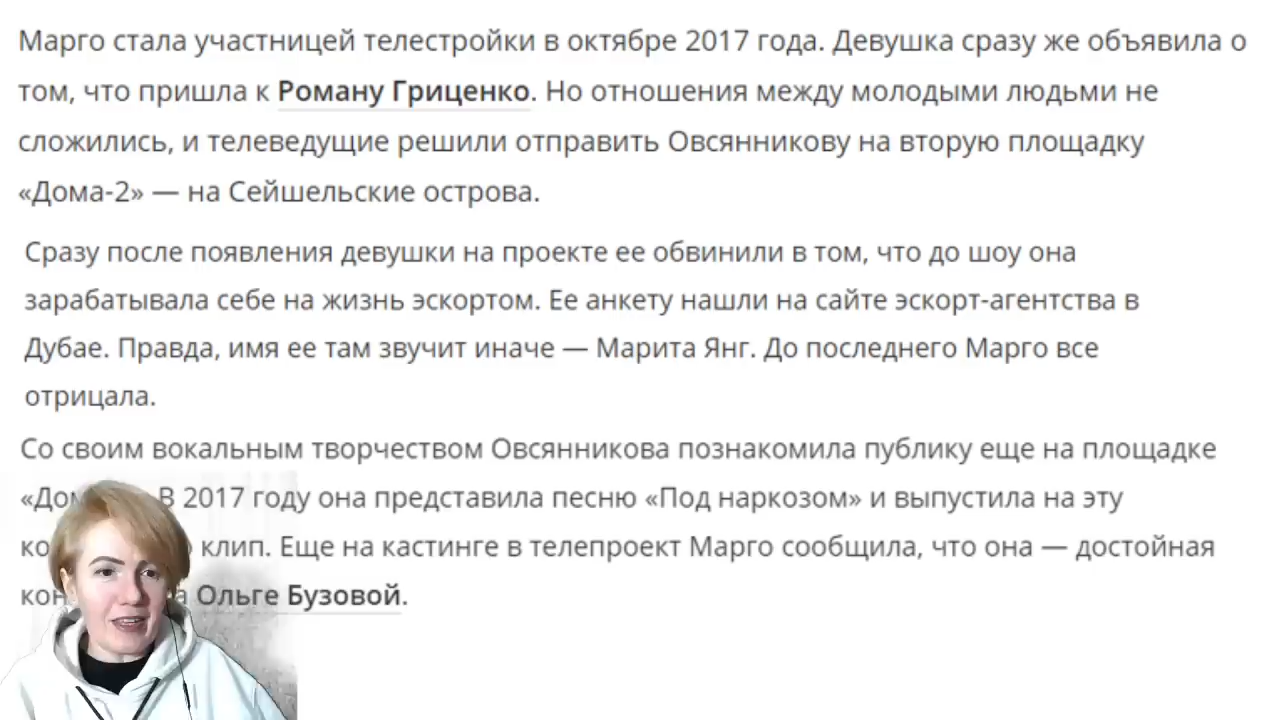 Марго стала участницей телестройки в октябре 2017 года. Девушка сразу же объявила о
том, что пришла к Роману Гриценко. Но отношения между молодыми людьми не
сложились, и телеведущие решили отправить Овсянникову на вторую площадку
«Дома-2» — на Сейшельские острова.
Сразу после появления девушки на проекте ее обвинили в том, что до шоу она
зарабатывала себе на жизнь эскортом. Ее анкету нашли на сайте эскорт-агентства в
Дубае. Правда, имя ее там звучит иначе — Марита Янг. До последнего Марго все
отрицала.
Со своим вокальным творчеством Овсянникова познакомила публику еще на площадке
В 2017 году она представила песню «Под наркозом» и выпустила на эту
клип. Еще на кастинге в телепроект Марго сообщила, что она — достойная
Ольге Бузовой.